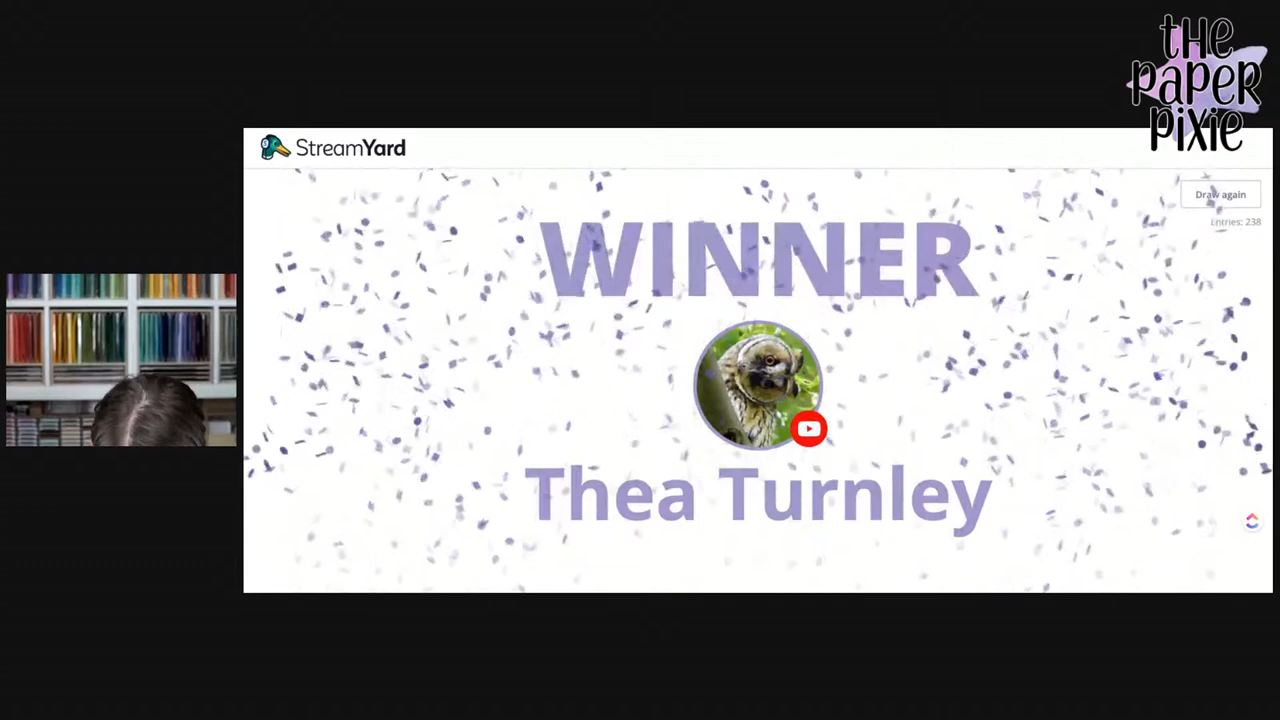 tHe
PAPER
PiXiE
StreamYard
Draw again
Entries: 238
WINNER
Thea Turnley